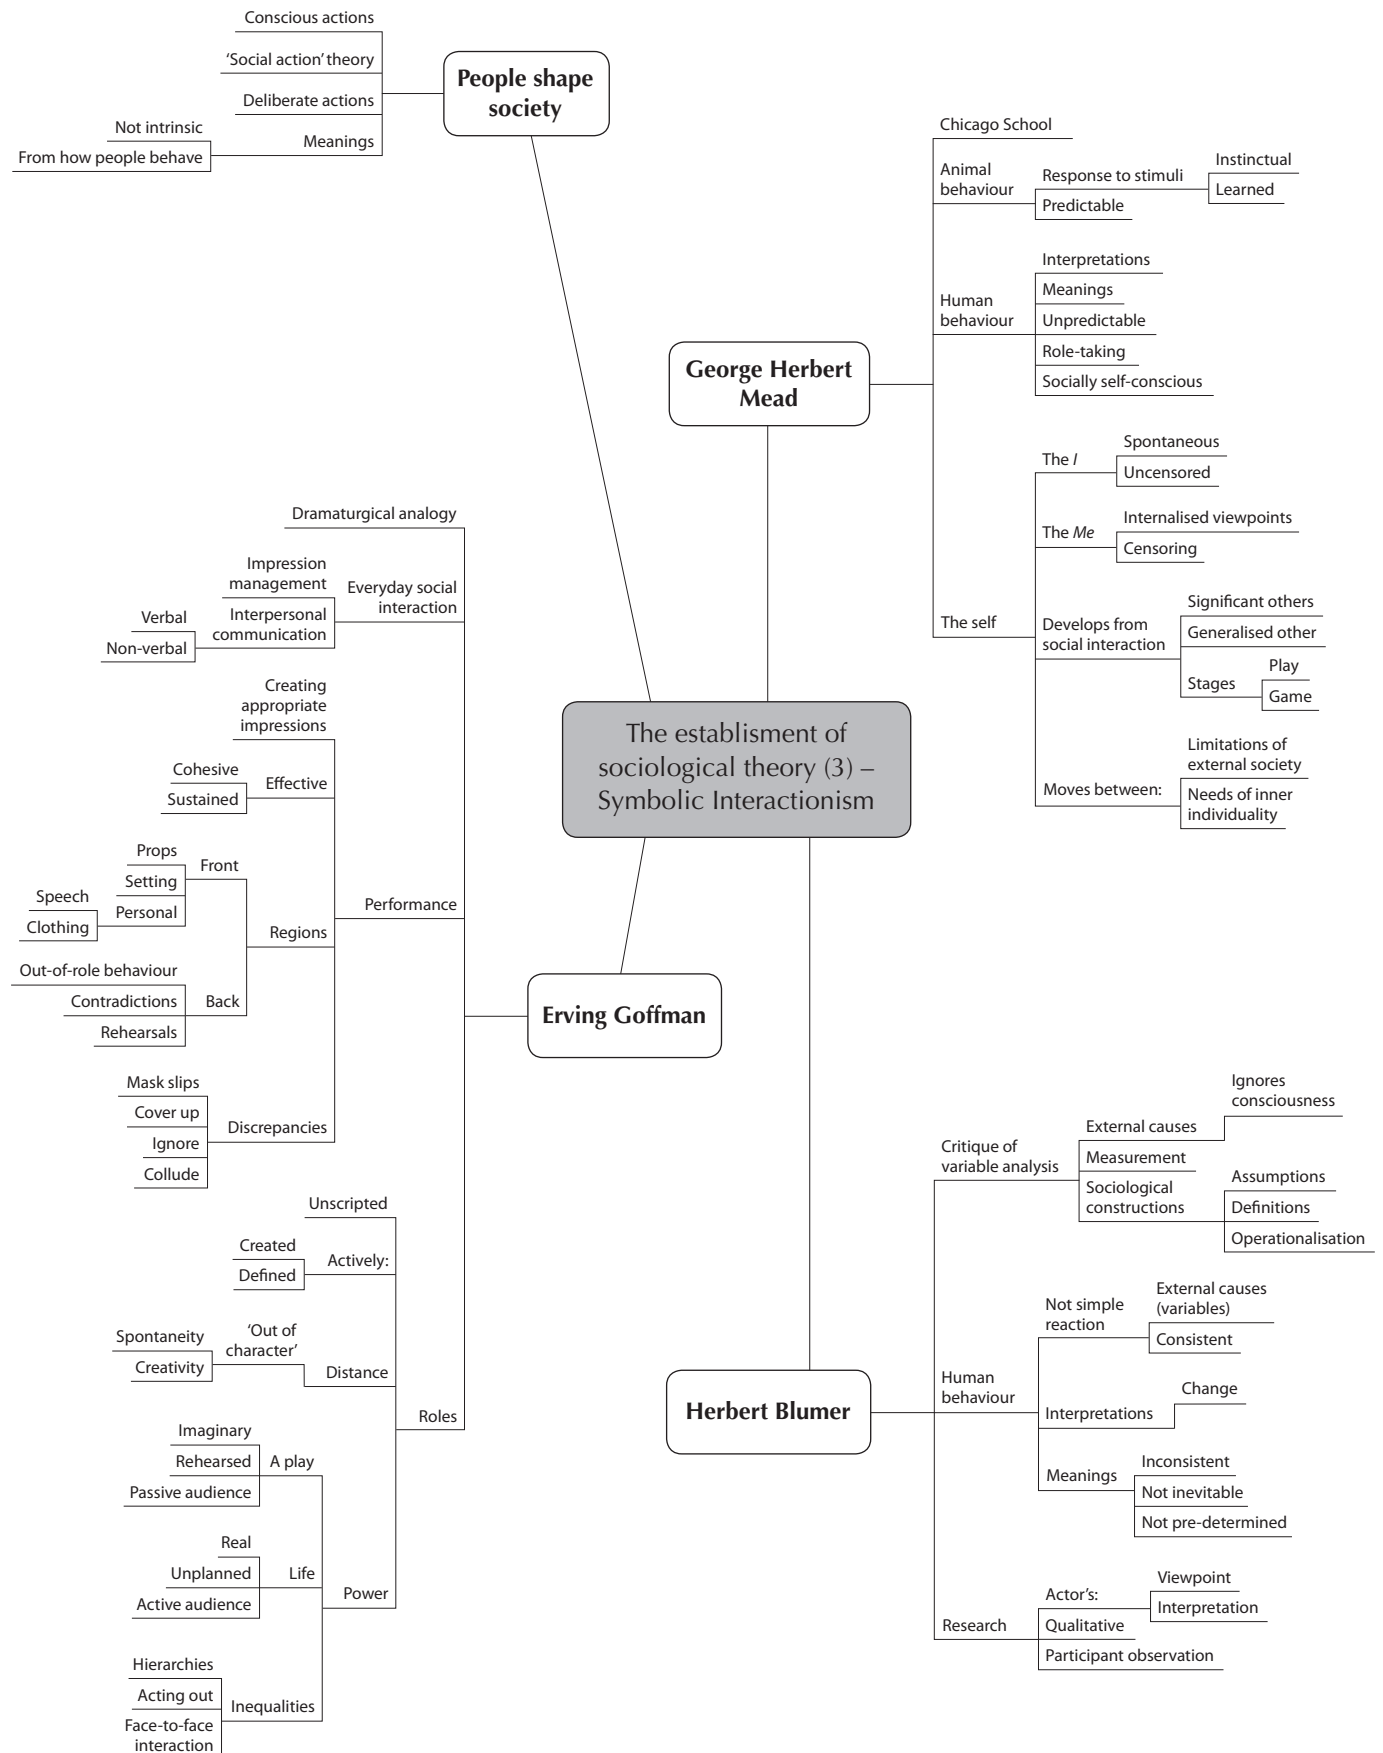 Conscious actions
‘Social action’ theory
Deliberate actions
Meanings
Not intrinsic
From how people behave
People shape
society
Chicago School
Animal
behaviour
Response to stimuli
Instinctual
Learned
Predictable
Human
behaviour
Interpretations
Meanings
Unpredictable
Role-taking
Socially self-conscious
George Herbert
Mead
The self
The I
Spontaneous
Uncensored
The Me
Internalised viewpoints
Censoring
Develops from
social interaction
Significant others
Generalised other
Stages
Play
Game
Moves between:
Limitations of
external society
Needs of inner
individuality
The establisment of
sociological theory (3) –
Symbolic Interactionism
Dramaturgical analogy
Everyday social
interaction
Impression
management
Interpersonal
communication
Verbal
Non-verbal
Performance
Creating
appropriate
impressions
Effective
Cohesive
Sustained
Regions
Front
Props
Setting
Personal
Speech
Clothing
Back
Out-of-role behaviour
Contradictions
Rehearsals
Discrepancies
Mask slips
Cover up
Ignore
Collude
Erving Goffman
Roles
Unscripted
Actively:
Created
Defined
Distance
‘Out of
character’
Spontaneity
Creativity
Power
A play
Imaginary
Rehearsed
Passive audience
Life
Real
Unplanned
Active audience
Inequalities
Hierarchies
Acting out
Face-to-face
interaction
Herbert Blumer
Critique of
variable analysis
External causes
Ignores
consciousness
Measurement
Sociological
constructions
Assumptions
Definitions
Operationalisation
Human
behaviour
Not simple
reaction
External causes
(variables)
Consistent
Interpretations
Change
Meanings
Inconsistent
Not inevitable
Not pre-determined
Research
Actor’s:
Viewpoint
Interpretation
Qualitative
Participant observation